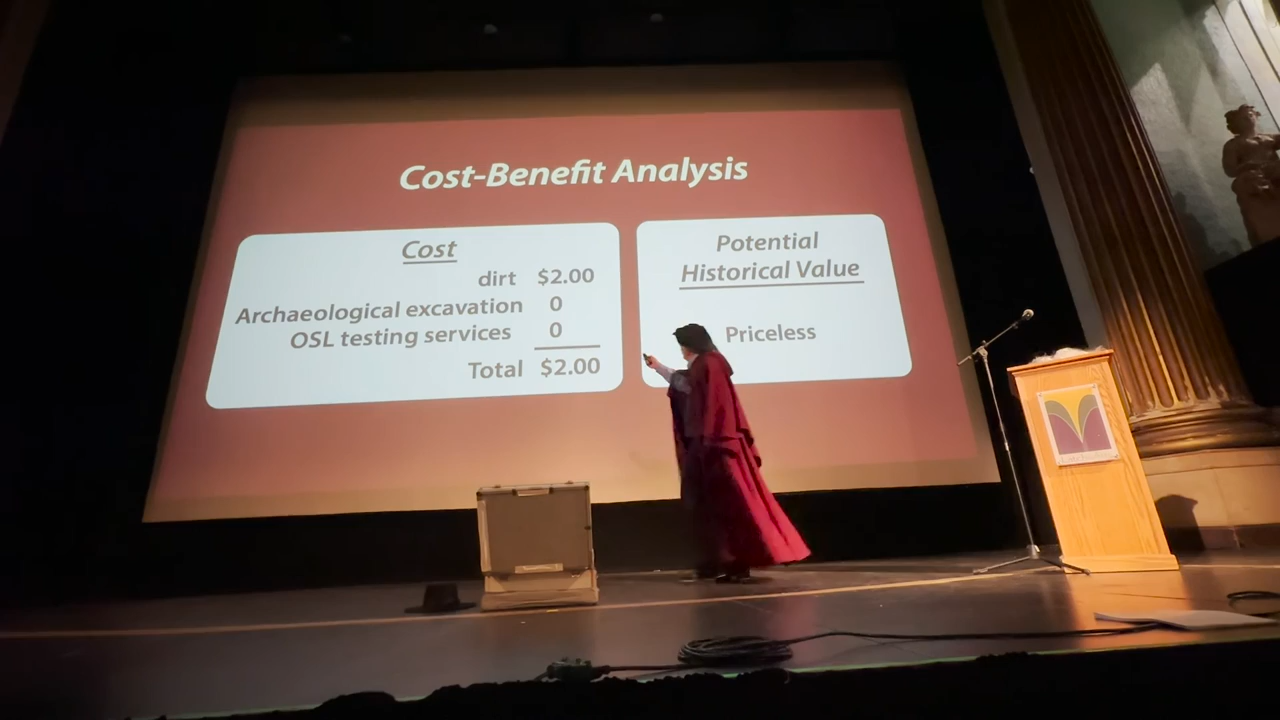 Cost-Benefit Analysis
Cost
dirt $2.00
Archaeological excavation 0
OSL testing services 0
Total $2.00
Potential
Historical Value
Priceless